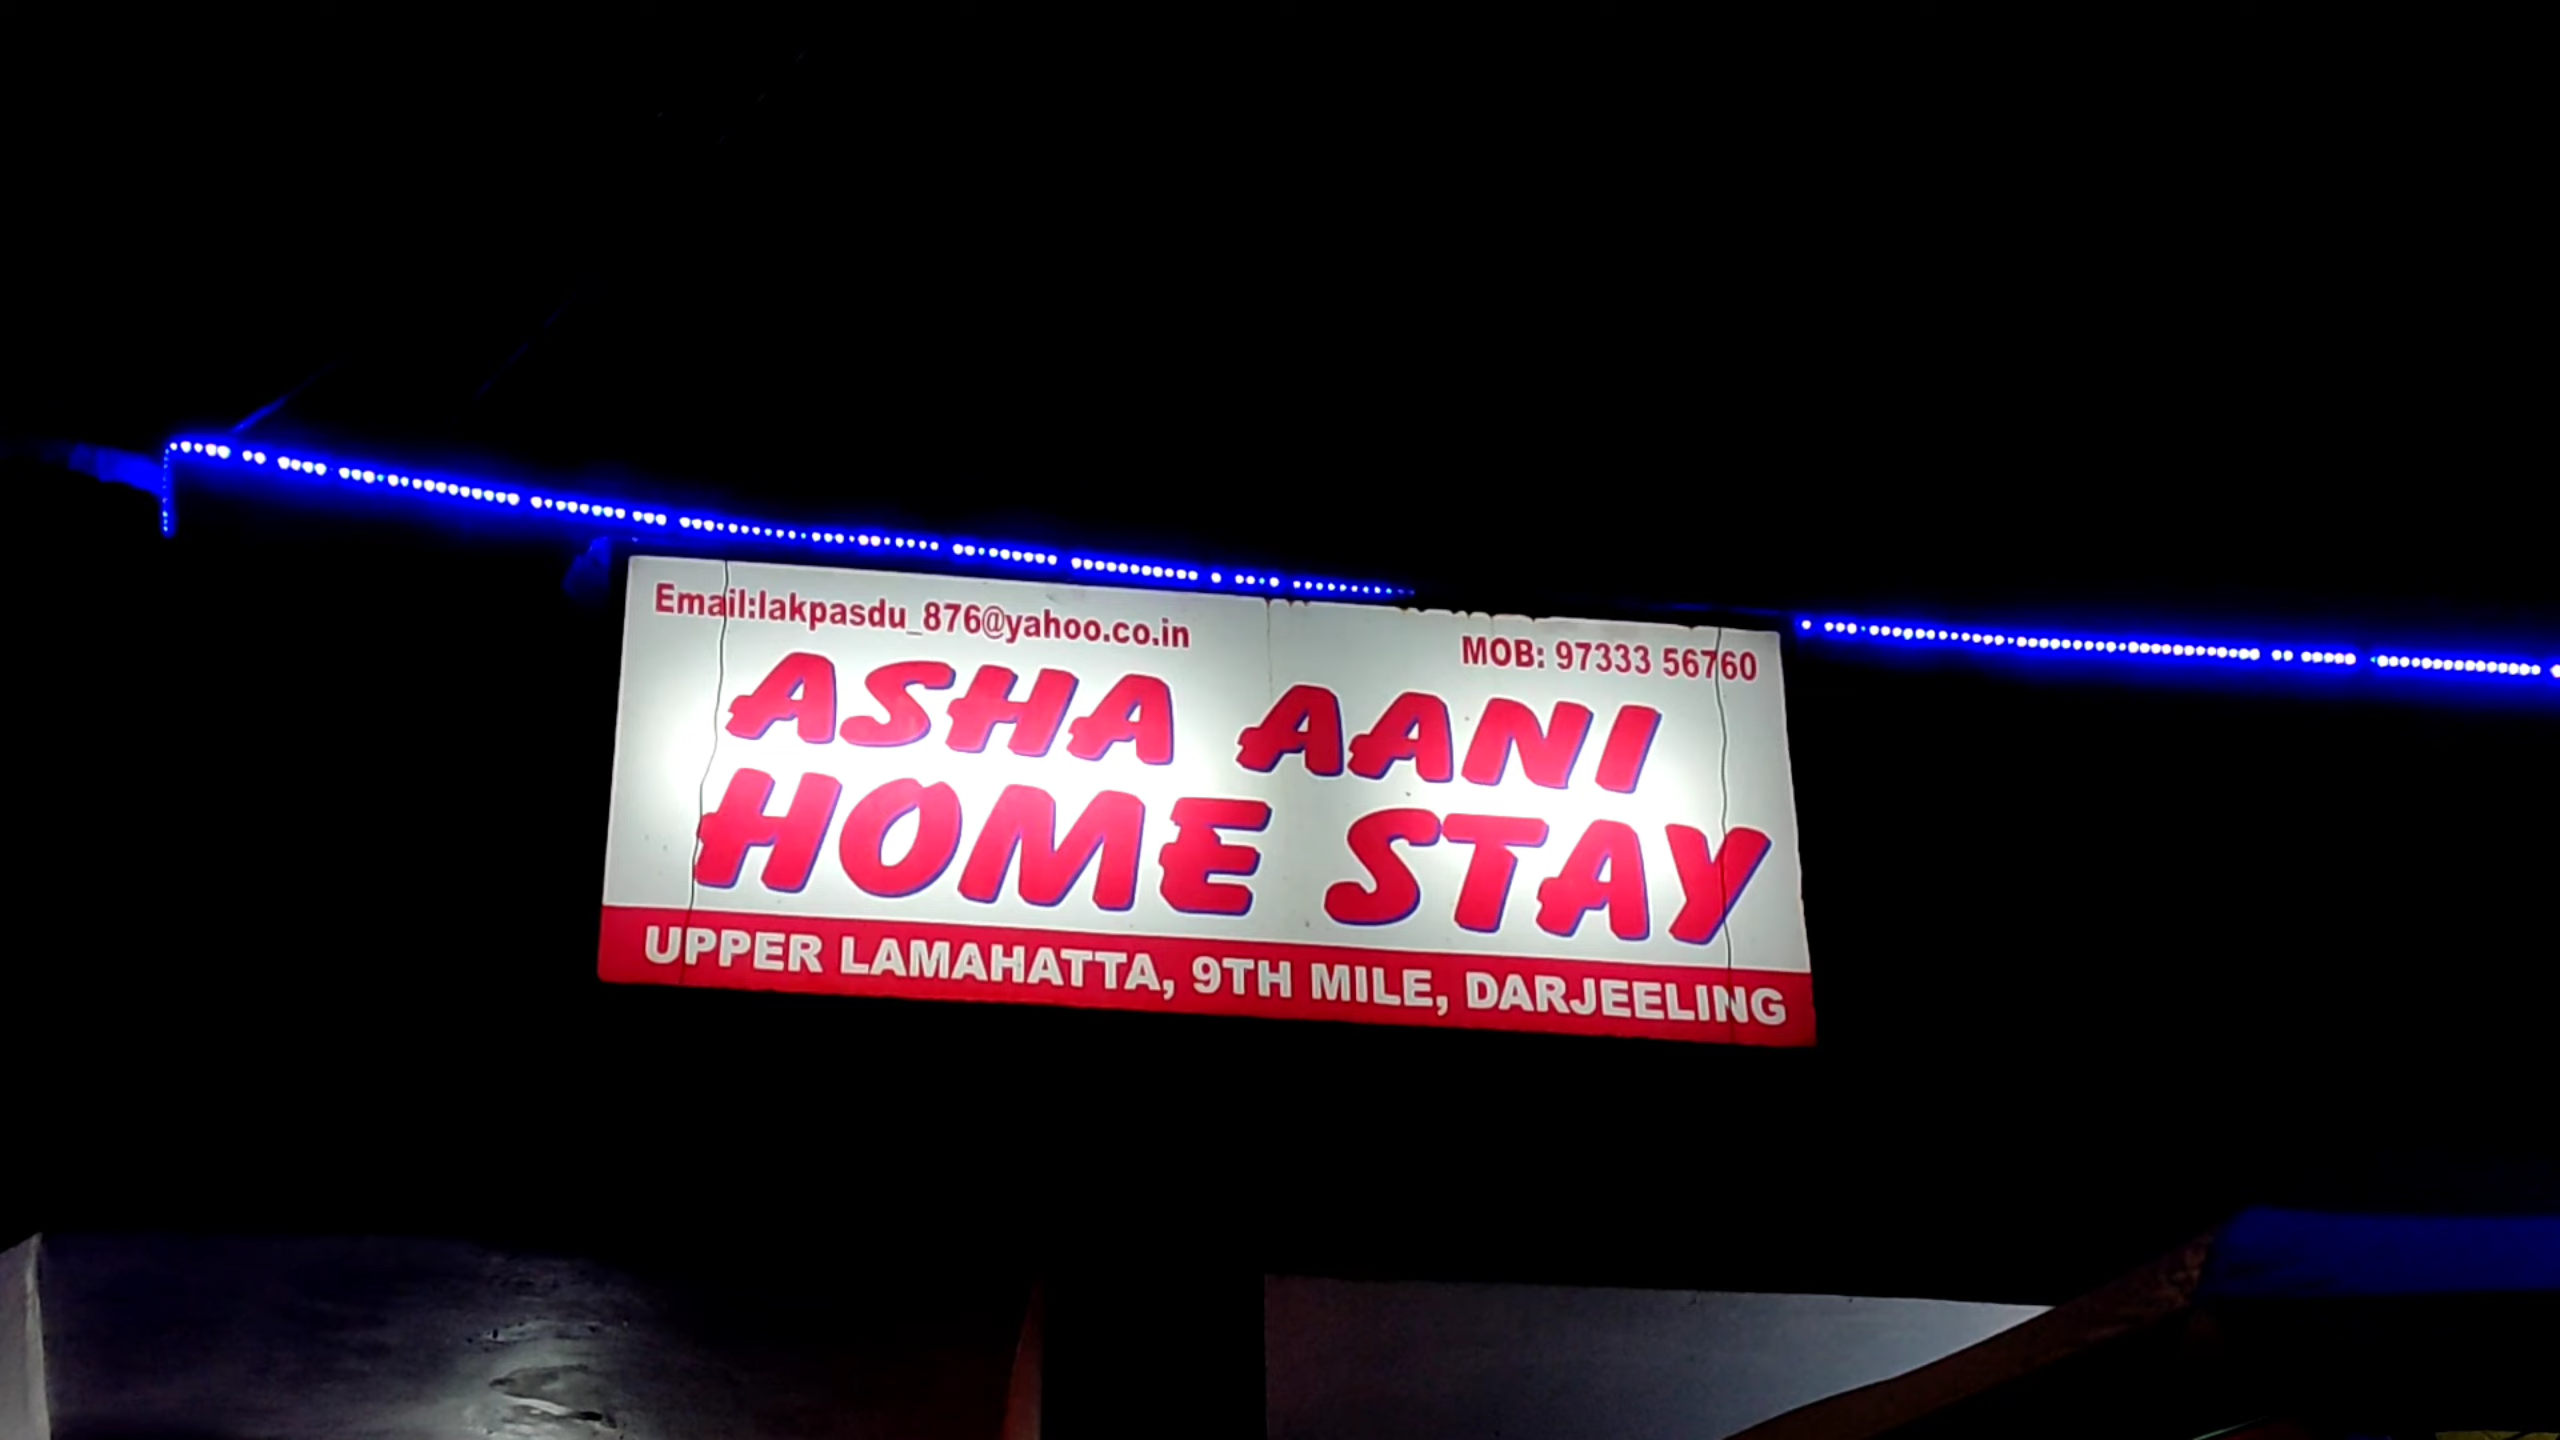 Email:lakpasdu_876@yahoo.co.in
MOB: 97333 56760
ASHA AANI
HOME STAY
UPPER LAMAHATTA, 9TH MILE, DARJEELING